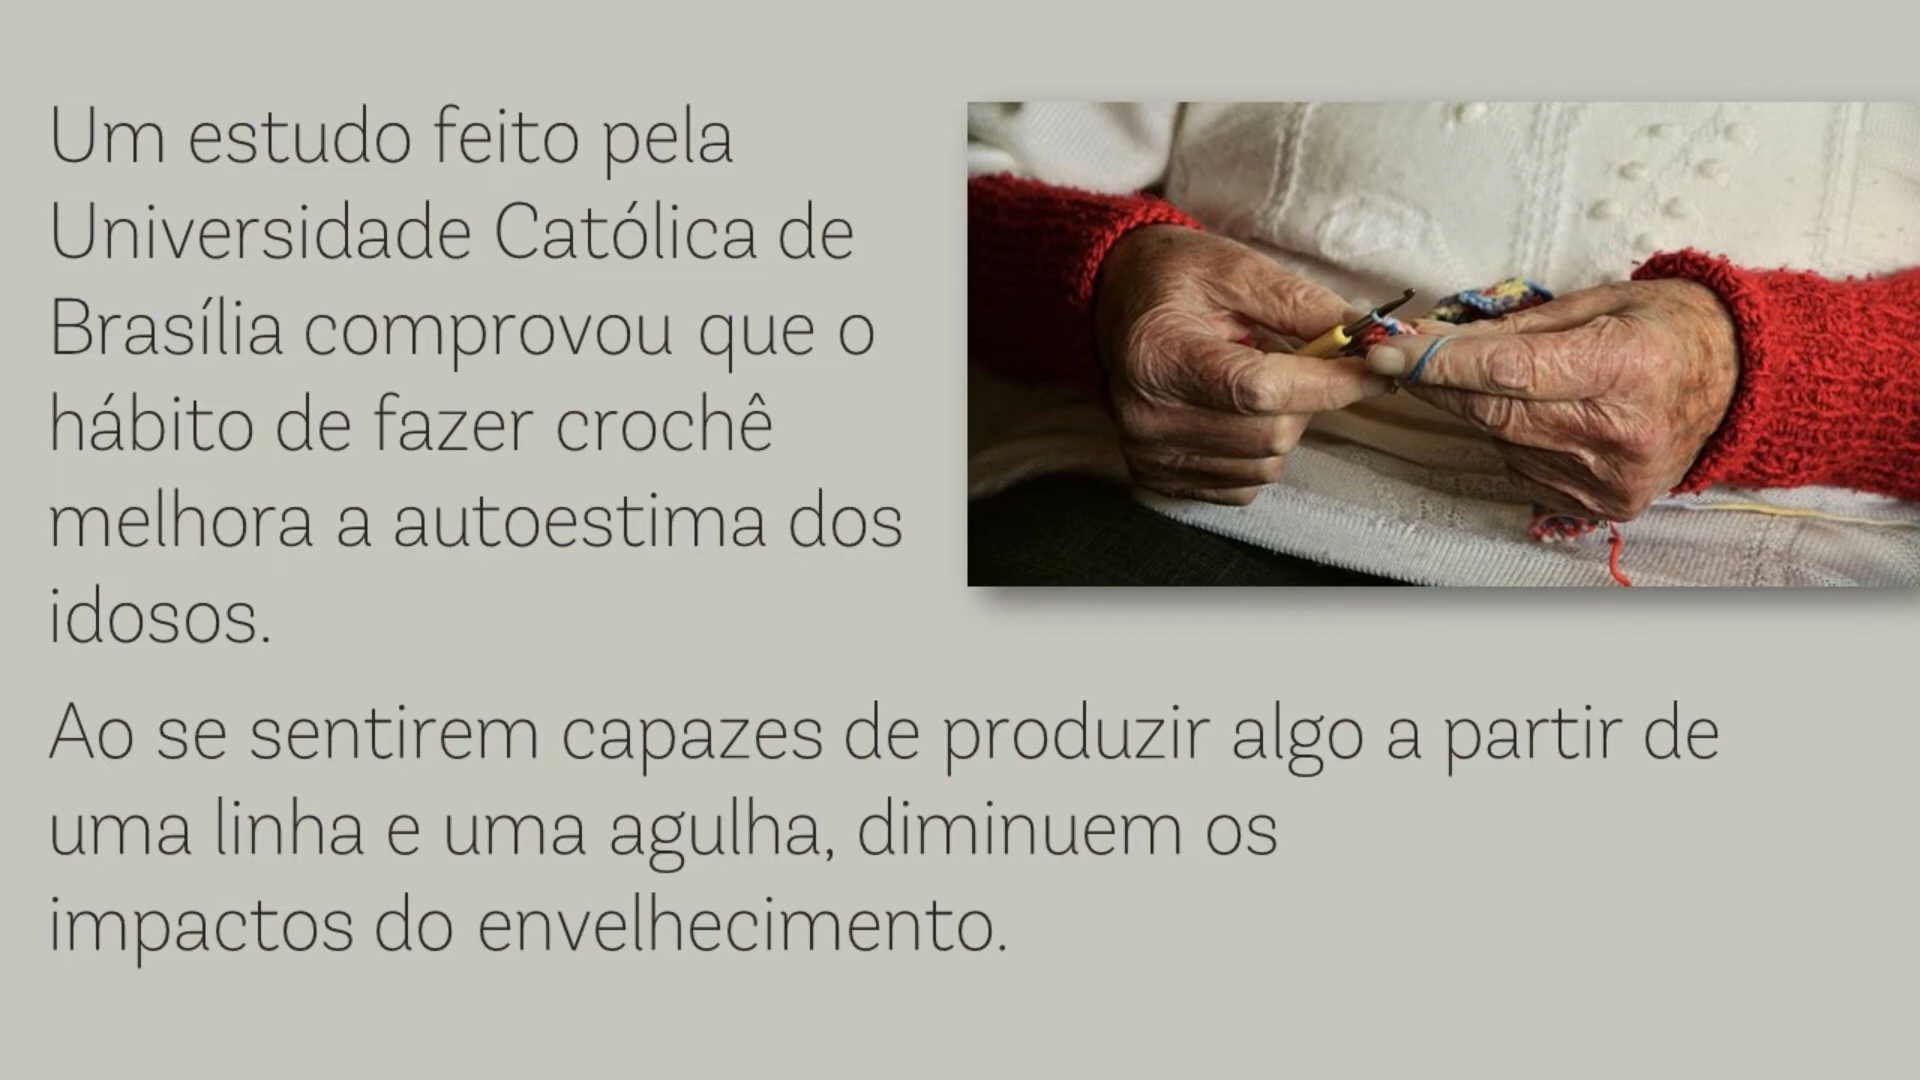 Um estudo feito pela
Universidade Católica de
Brasília comprovou que o
hábito de fazer crochê
melhora a autoestima dos
idosos.
Ao se sentirem capazes de produzir algo a partir de
uma linha e uma agulha, diminuem os
impactos do envelhecimento.